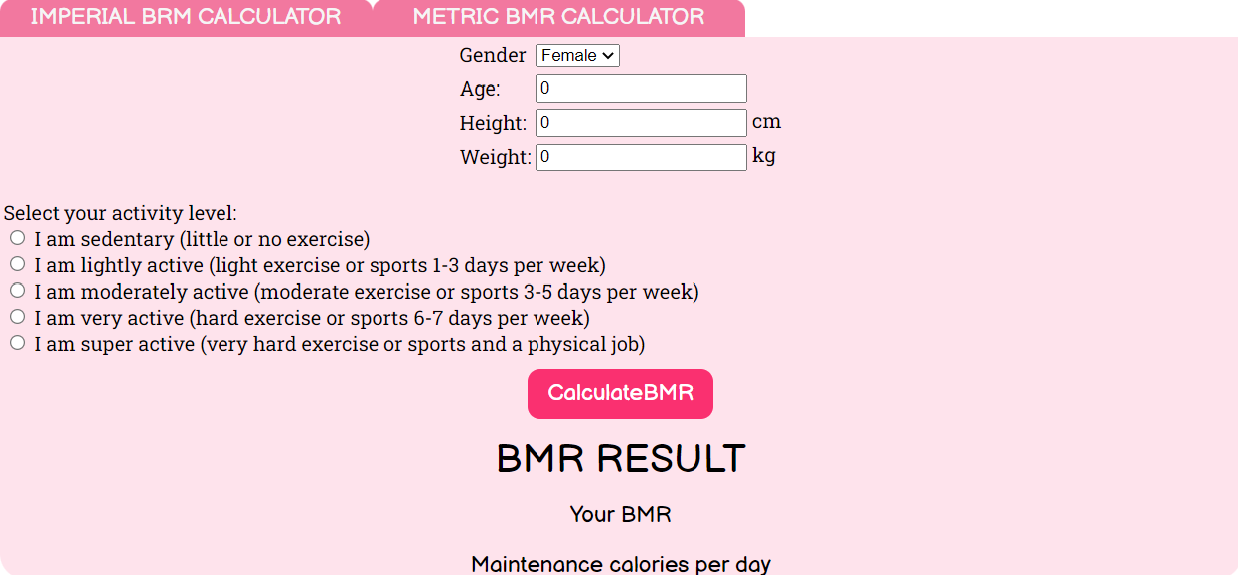 IMPERIAL BRM CALCULATOR METRIC BMR CALCULATOR
Gender Female
Age: 0
Height: 0 cm
Weight: 0 kg
Select your activity level:
I am sedentary (little or no exercise)
I am lightly active (light exercise or sports 1-3 days per week)
I am moderately active (moderate exercise or sports 3-5 days per week)
I am very active (hard exercise or sports 6-7 days per week)
I am super active (very hard exercise or sports and a physical job)
CalculateBMR
BMR RESULT
Your BMR
Maintenance calories per day